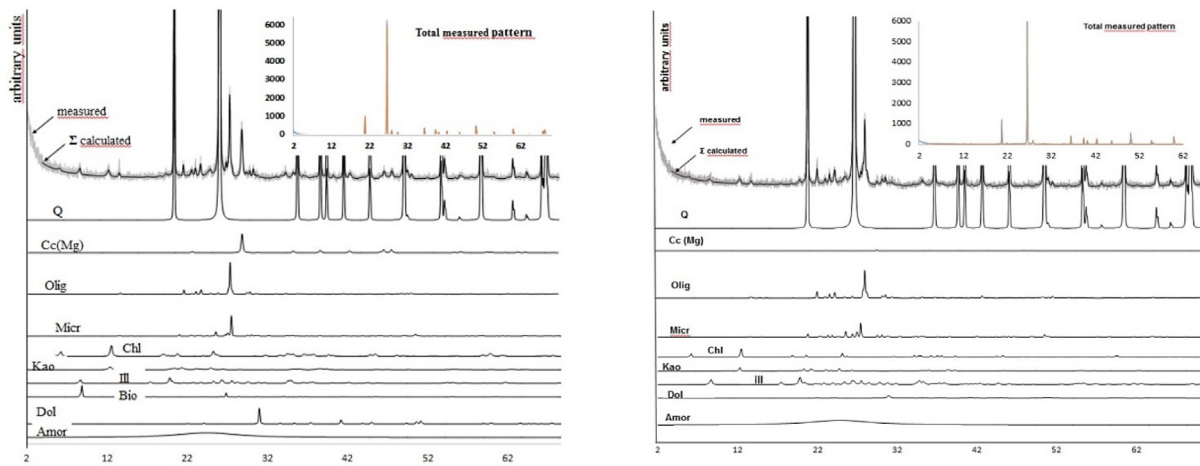 arbitrary units
measured
Σ calculated
Total measured pattern
6000
5000
4000
3000
2000
1000
0
2 12 22 32 42 52 62
Q
Cc(Mg)
Olig
Micr
Chl
Kao
Ill
Bio
Dol
Amor
2 12 22 32 42 52 62
arbitrary units
measured
Σ calculated
Total measured pattern
6000
5000
4000
3000
2000
1000
0
2 12 22 32 42 52 62
Q
Cc (Mg)
Olig
Micr
Chl
Kao
ill
Dol
Amor
2 12 22 32 42 52 62